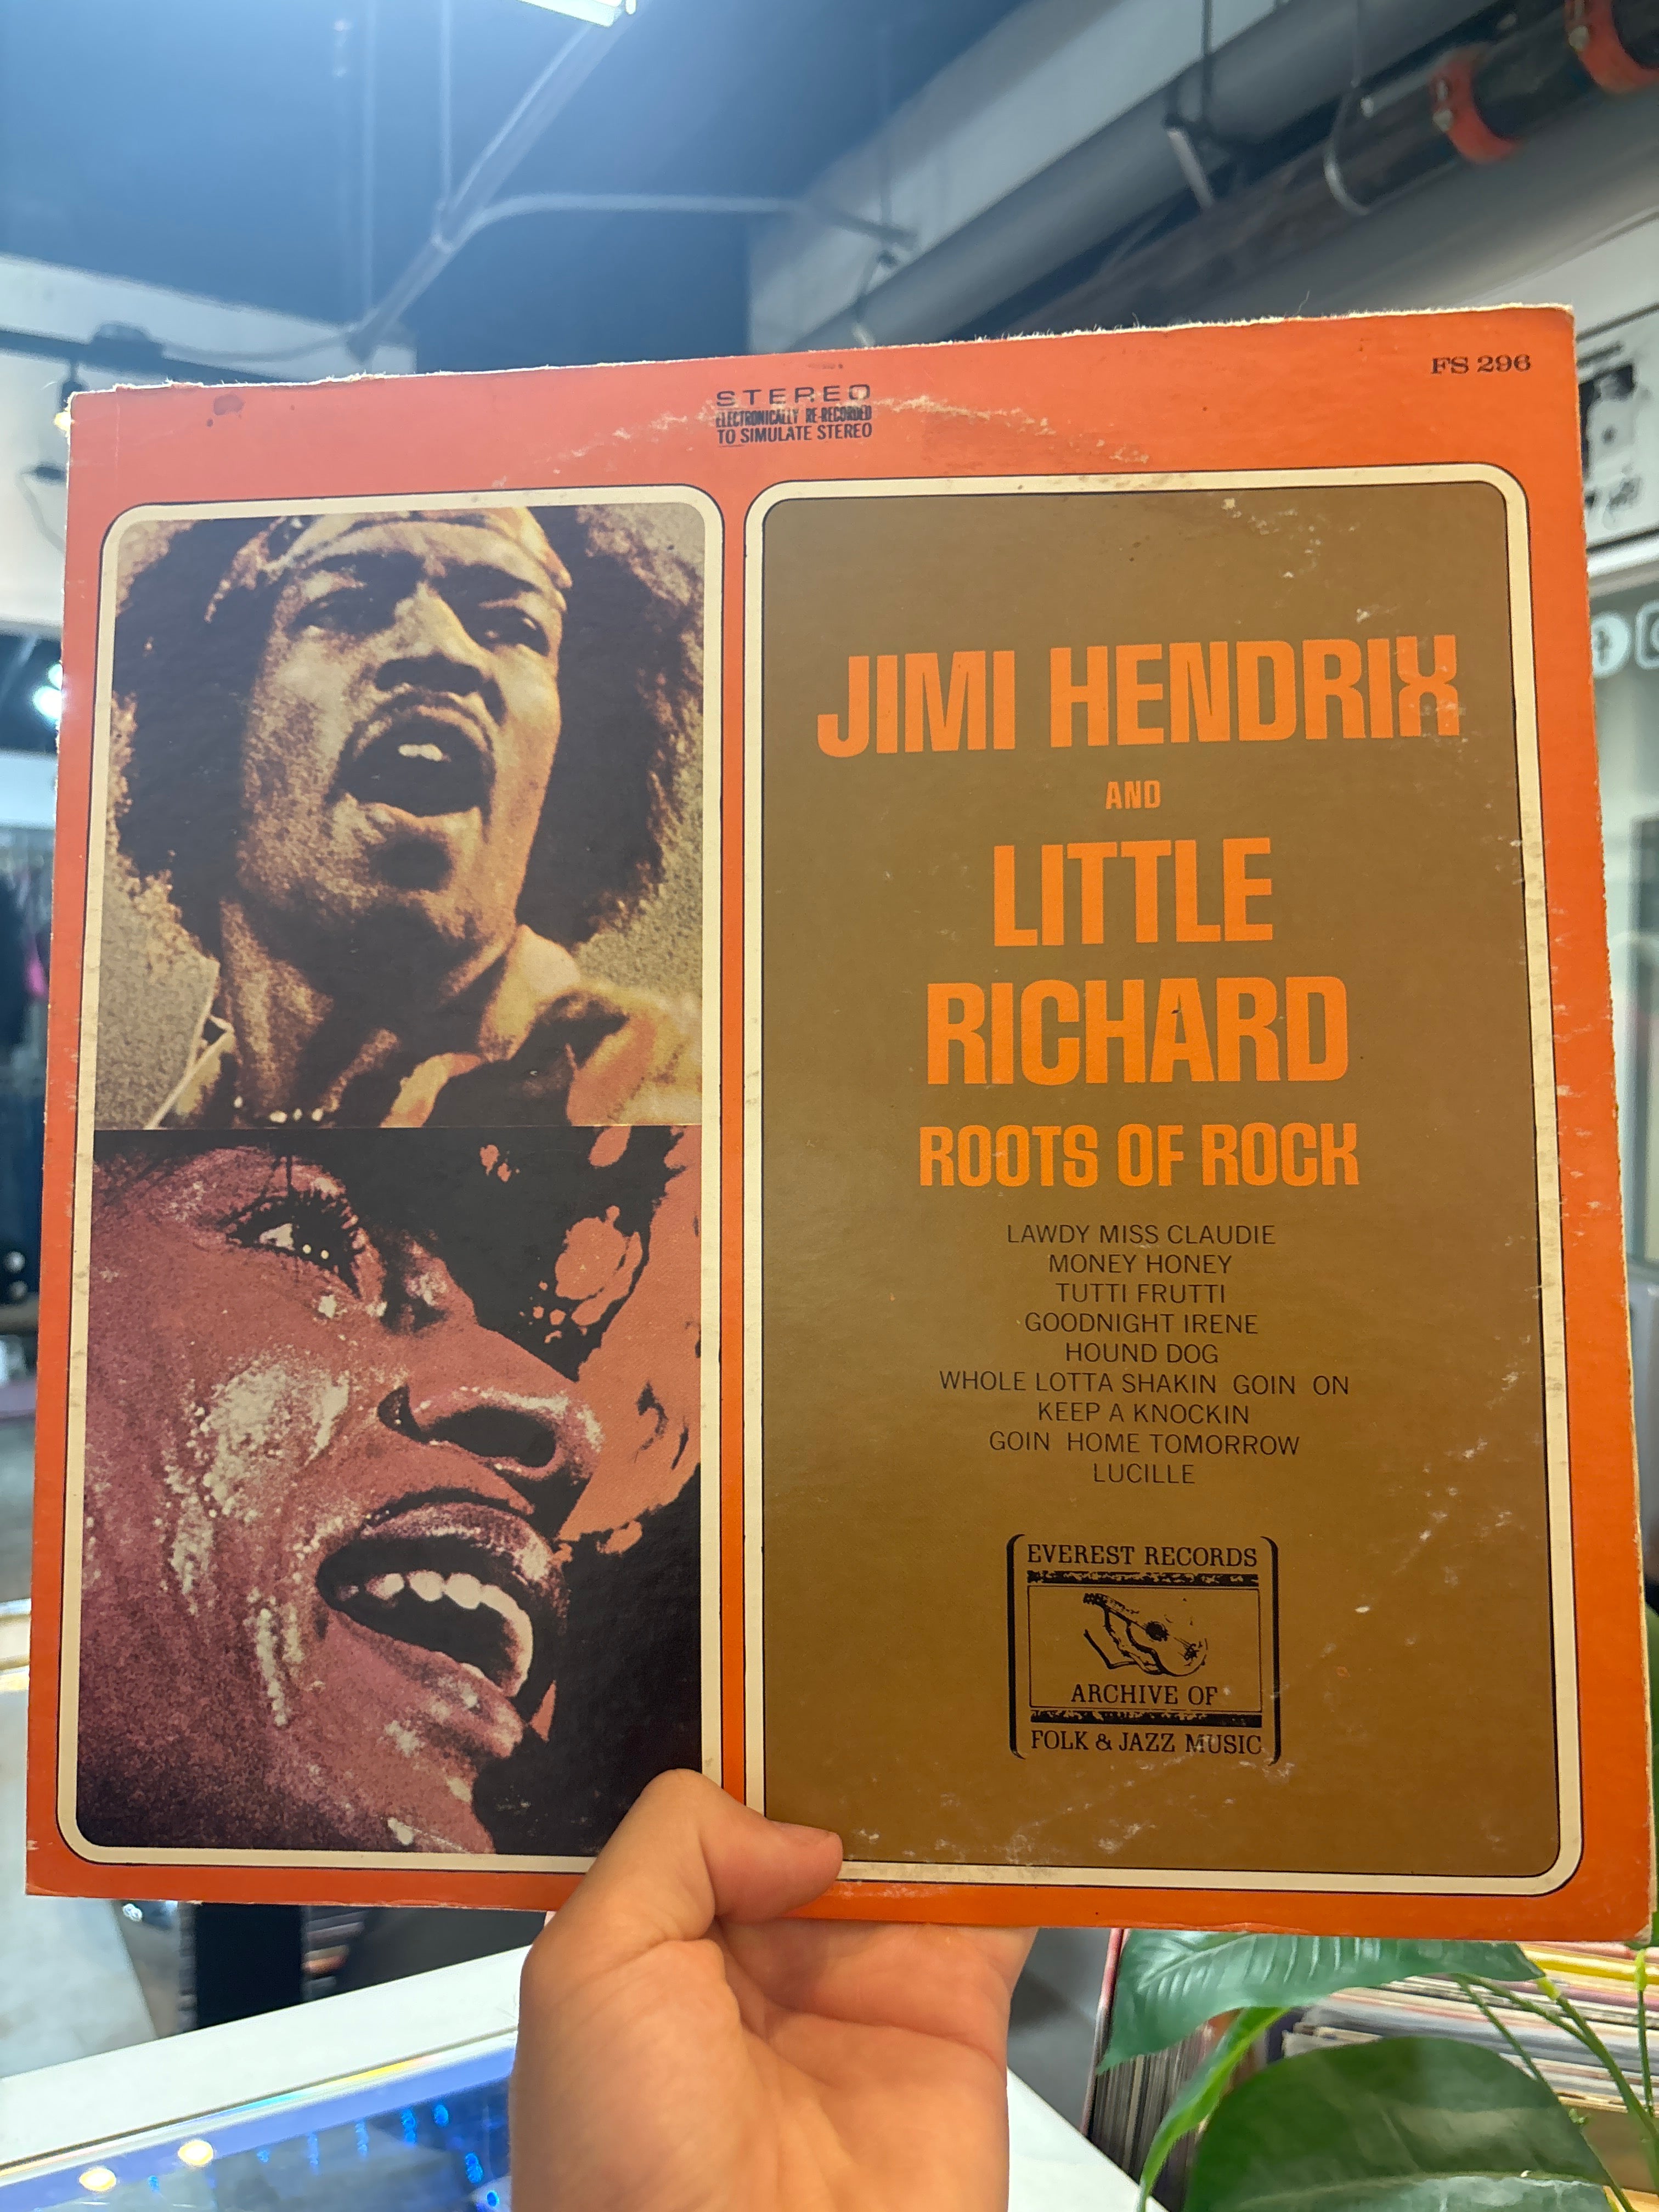 FS 296
STEREO
ELECTRONICALLY RE-RECORDED
TO SIMULATE STEREO
JIMI HENDRIX
AND
LITTLE
RICHARD
ROOTS OF ROCK
LAWDY MISS CLAUDIE
MONEY HONEY
TUTTI FRUTTI
GOODNIGHT IRENE
HOUND DOG
WHOLE LOTTA SHAKIN GOIN ON
KEEP A KNOCKIN
GOIN HOME TOMORROW
LUCILLE
EVEREST RECORDS
ARCHIVE OF
FOLK & JAZZ MUSIC